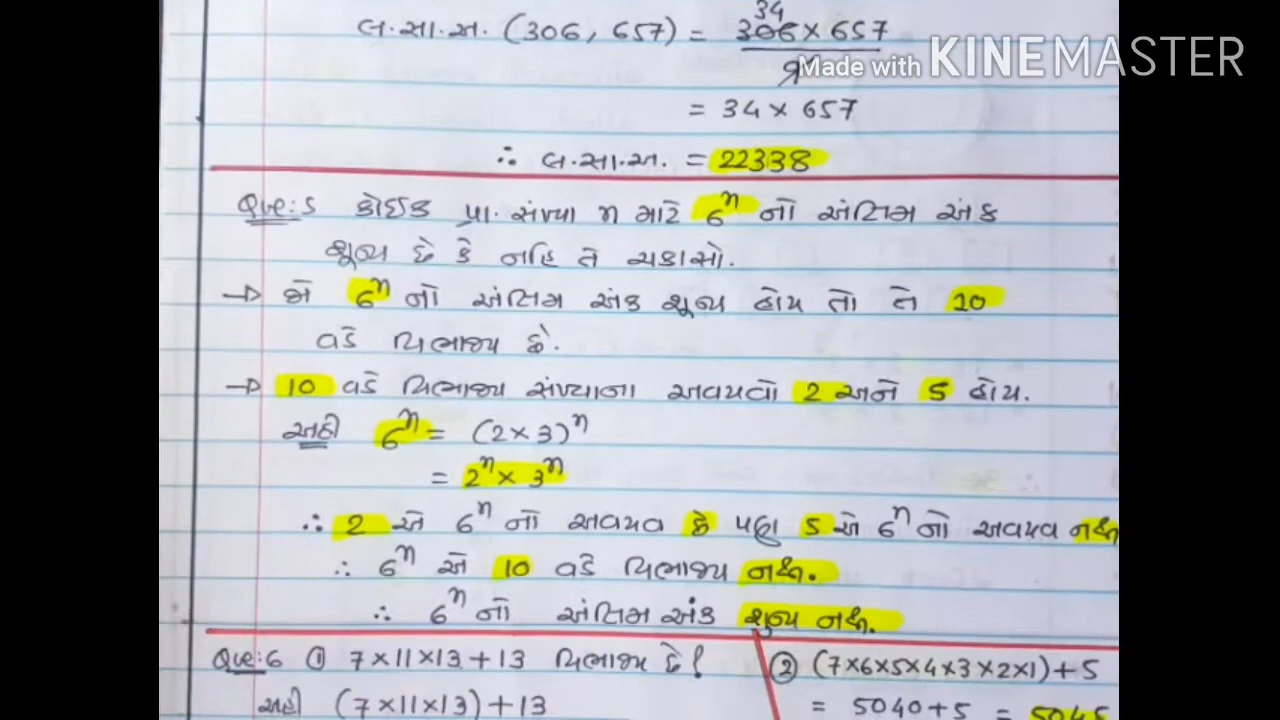 લ.સા.અ. (306, 657) = 34 306 × 657
9
Made with KINEMASTER
= 34 × 657
∴ લ.સા.અ. = 22338
Que:5 કોઈક પ્રા. સંખ્યા n માટે 6ⁿ નો અંતિમ અંક
શૂન્ય છે કે નહિ તે ચકાસો.
→ જો 6ⁿ નો અંતિમ અંક શૂન્ય હોય તો તે 10
વડે વિભાજ્ય છે.
→ 10 વડે વિભાજ્ય સંખ્યાના અવયવો 2 અને 5 હોય.
અહીં 6ⁿ = (2 × 3)ⁿ
= 2ⁿ × 3ⁿ
∴ 2 એ 6ⁿ નો અવયવ છે પણ 5 એ 6ⁿ નો અવયવ નથી
∴ 6ⁿ એ 10 વડે વિભાજ્ય નથી.
∴ 6ⁿ નો અંતિમ અંક શુન્ય નથી.
Que:6 ① 7×11×13+13 વિભાજ્ય છે!
અહીં (7×11×13)+13
② (7×6×5×4×3×2×1)+5
= 5040+5 = 5045